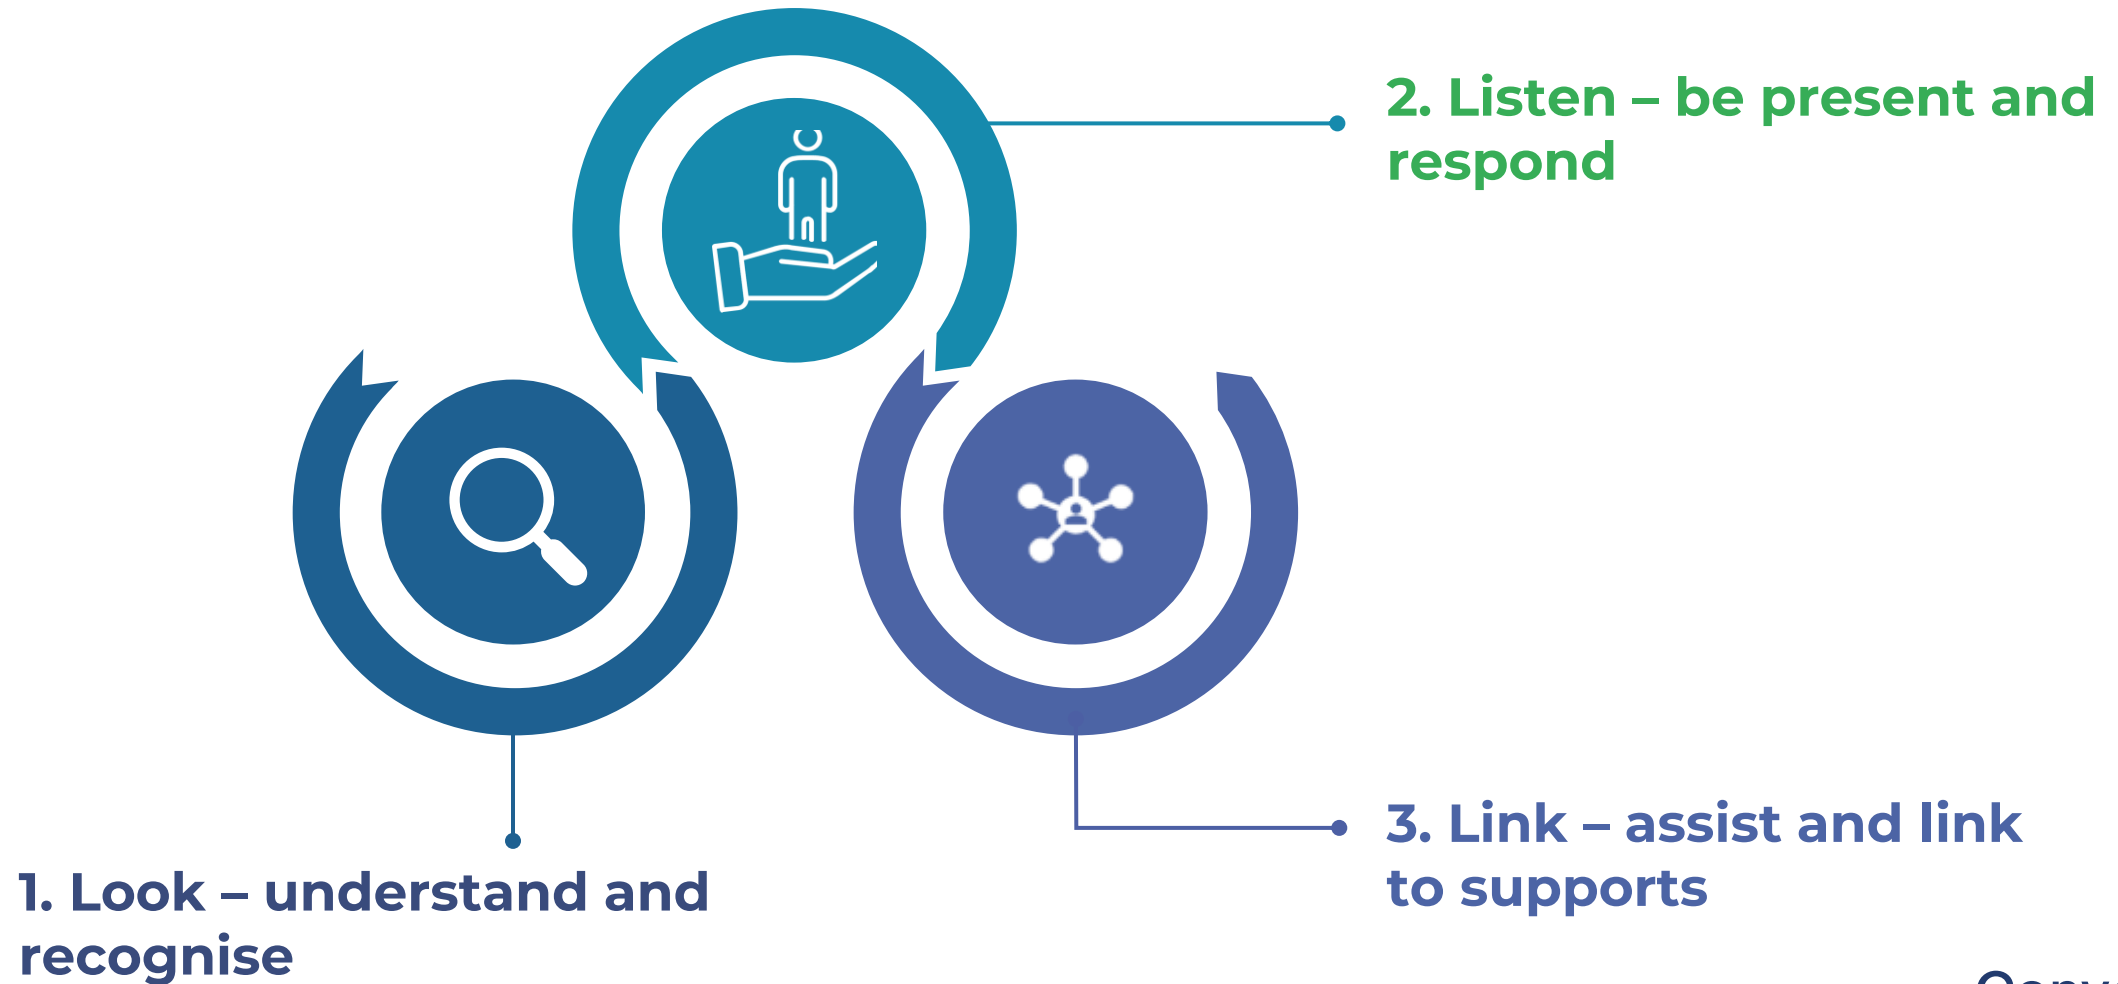 2. Listen – be present and
respond
3. Link – assist and link
to supports
1. Look – understand and
recognise